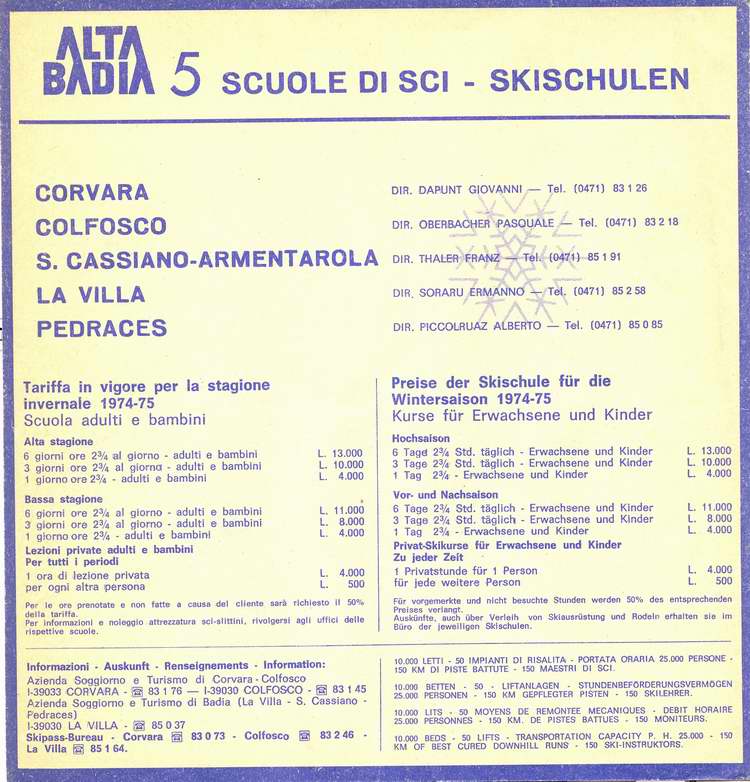 ALTA
BADIA 5 SCUOLE DI SCI - SKISCHULEN
CORVARA DIR. DAPUNT GIOVANNI — Tel. (0471) 83 1 26
COLFOSCO DIR. OBERBACHER PASQUALE — Tel. (0471) 83 2 18
S. CASSIANO-ARMENTAROLA DIR. THALER FRANZ — Tel. (0471) 85 1 91
LA VILLA DIR. SORARU ERMANNO — Tel. (0471) 85 2 58
PEDRACES DIR. PICCOLRUAZ ALBERTO — Tel. (0471) 85 0 85
Tariffa in vigore per la stagione
invernale 1974-75
Scuola adulti e bambini
Alta stagione
6 giorni ore 2¾ al giorno - adulti e bambini L. 13.000
3 giorni ore 2¾ al giorno - adulti e bambini L. 10.000
1 giorno ore 2¾ - adulti e bambini L. 4.000
Bassa stagione
6 giorni ore 2¾ al giorno - adulti e bambini L. 11.000
3 giorni ore 2¾ al giorno - adulti e bambini L. 8.000
1 giorno ore 2¾ - adulti e bambini L. 4.000
Lezioni private adulti e bambini
Per tutti i periodi
1 ora di lezione privata L. 4.000
per ogni altra persona L. 500
Per le ore prenotate e non fatte a causa del cliente sarà richiesto il 50%
della tariffa.
Per informazioni e noleggio attrezzatura sci-slittini, rivolgersi agli uffici delle
rispettive scuole.
Preise der Skischule für die
Wintersaison 1974-75
Kurse für Erwachsene und Kinder
Hochsaison
6 Tage 2¾ Std. täglich - Erwachsene und Kinder L. 13.000
3 Tage 2¾ Std. täglich - Erwachsene und Kinder L. 10.000
1 Tag 2¾ - Erwachsene und Kinder L. 4.000
Vor- und Nachsaison
6 Tage 2¾ Std. täglich - Erwachsene und Kinder L. 11.000
3 Tage 2¾ Std. täglich - Erwachsene und Kinder L. 8.000
1 Tag 2¾ - Erwachsene und Kinder L. 4.000
Privat-Skikurse für Erwachsene und Kinder
Zu jeder Zeit
1 Privatstunde für 1 Person L. 4.000
für jede weitere Person L. 500
Für vorgemerkte und nicht besuchte Stunden werden 50% des entsprechenden
Preises verlangt.
Auskünfte, auch über Verleih von Skiausrüstung und Rodeln erhalten sie im
Büro der jeweiligen Skischulen.
Informazioni - Auskunft - Renseignements - Information:
Azienda Soggiorno e Turismo di Corvara-Colfosco
I-39033 CORVARA - ☎ 83 1 76 — I-39030 COLFOSCO - ☎ 83 1 45
Azienda Soggiorno e Turismo di Badia (La Villa - S. Cassiano -
Pedraces)
I-39030 LA VILLA - ☎ 85 0 37
Skipass-Bureau - Corvara ☎ 83 0 73 - Colfosco ☎ 83 2 46 -
La Villa ☎ 85 1 64.
10.000 LETTI - 50 IMPIANTI DI RISALITA - PORTATA ORARIA 25.000 PERSONE -
150 KM DI PISTE BATTUTE - 150 MAESTRI DI SCI.
10.000 BETTEN - 50 - LIFTANLAGEN - STUNDENBEFÖRDERUNGSVERMÖGEN
25.000 PERSONEN - 150 KM GEPFLEGTER PISTEN - 150 SKILEHRER.
10.000 LITS - 50 MOYENS DE REMONTEE MECANIQUES - DEBIT HORAIRE
25.000 PERSONNES - 150 KM. DE PISTES BATTUES - 150 MONITEURS.
10.000 BEDS - 50 LIFTS - TRANSPORTATION CAPACITY P. H. 25.000 - 150
KM OF BEST CURED DOWNHILL RUNS - 150 SKI-INSTRUKTORS.